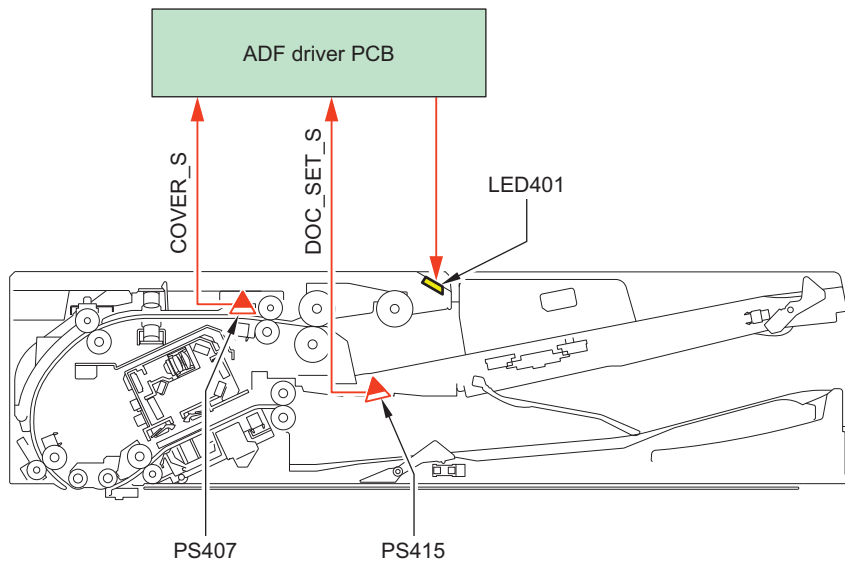 ADF driver PCB
COVER_S
DOC_SET_S
LED401
PS407
PS415